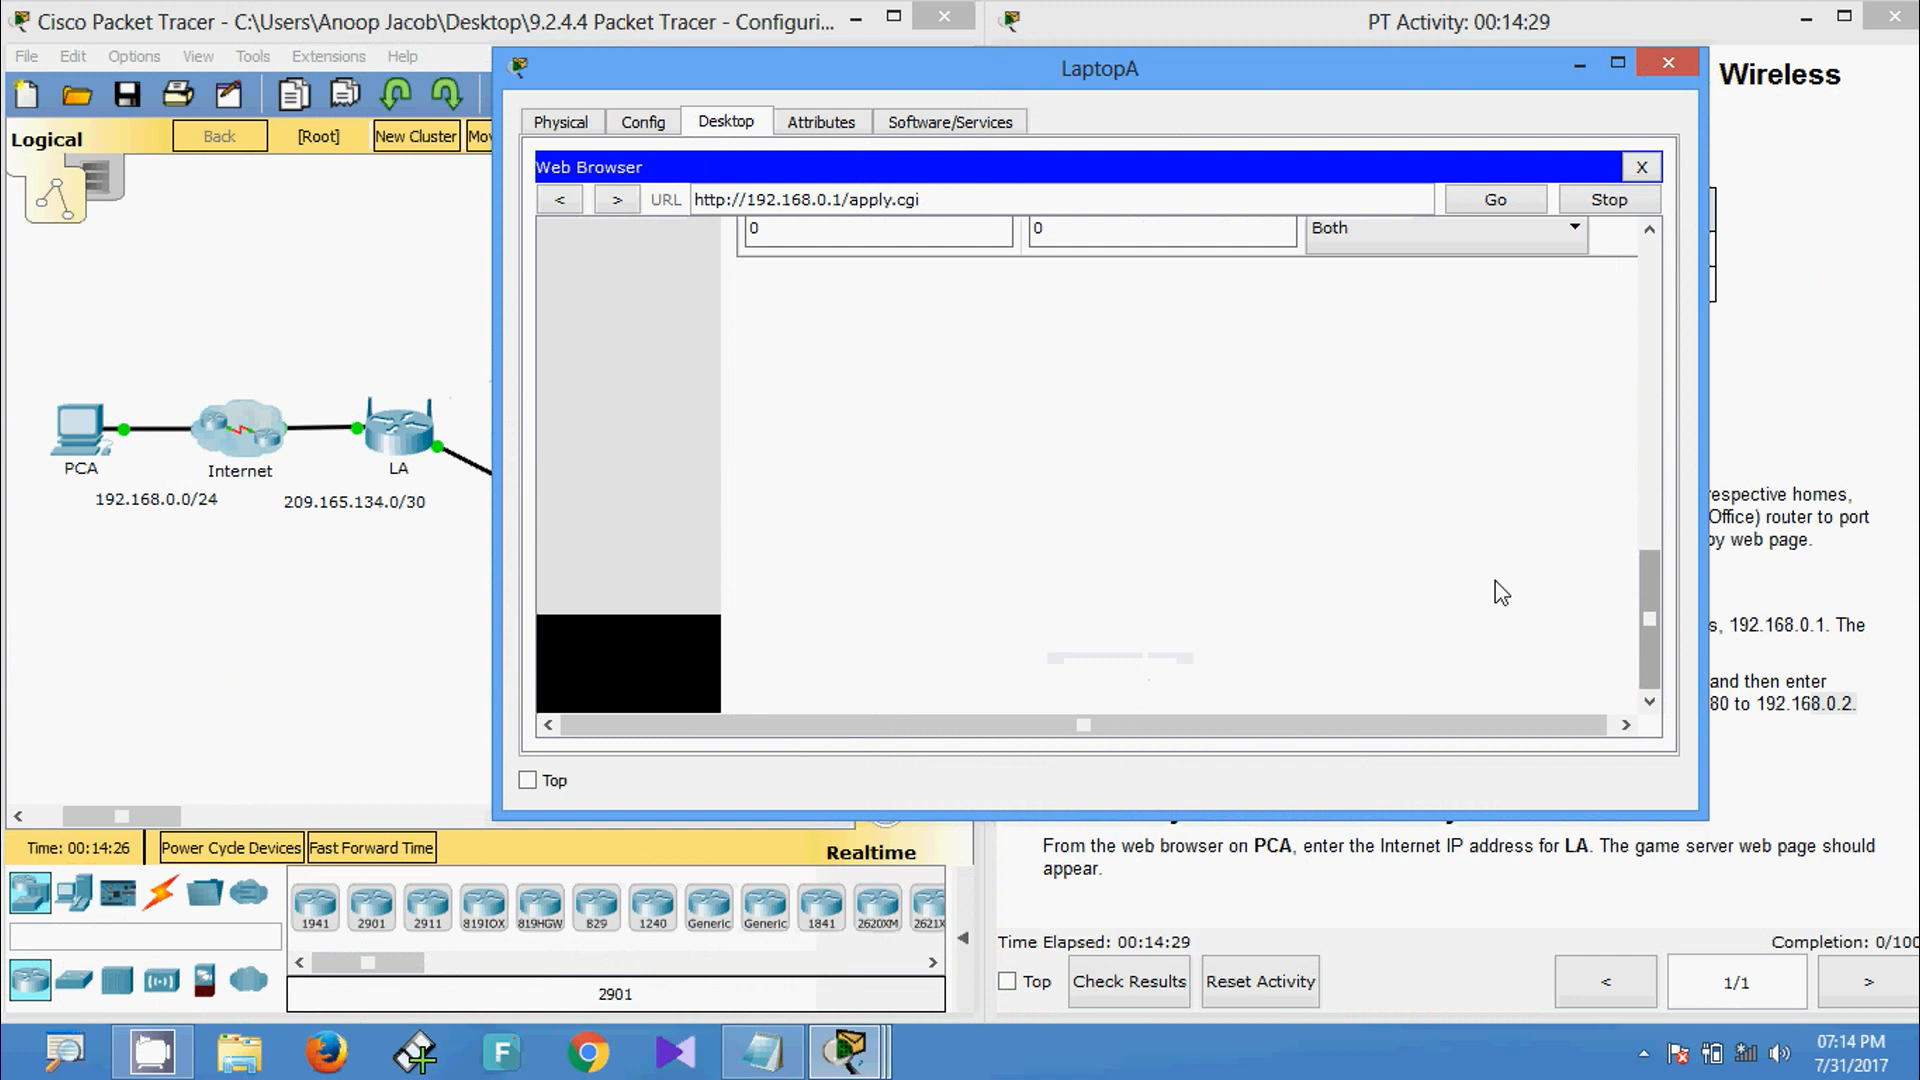 Cisco Packet Tracer - C:\Users\Anoop Jacob\Desktop\9.2.4.4 Packet Tracer - Configuri...
PT Activity: 00:14:29
File Edit Options View Tools Extensions Help
LaptopA
Wireless
Logical
Back
[Root]
New Cluster
Mov
Physical
Config
Desktop
Attributes
Software/Services
Web Browser
X
<
>
URL
http://192.168.0.1/apply.cgi
Go
Stop
0
0
Both
PCA
Internet
LA
192.168.0.0/24
209.165.134.0/30
espective homes,
Office) router to port
by web page.
s, 192.168.0.1. The
and then enter
80 to 192.168.0.2.
Top
Time: 00:14:26
Power Cycle Devices
Fast Forward Time
Realtime
From the web browser on PCA, enter the Internet IP address for LA. The game server web page should
appear.
1941
2901
2911
819IOX
819HGW
829
1240
Generic
Generic
1841
2620XM
2621X
2901
Time Elapsed: 00:14:29
Completion: 0/100
Top
Check Results
Reset Activity
<
1/1
>
F
07:14 PM
7/31/2017